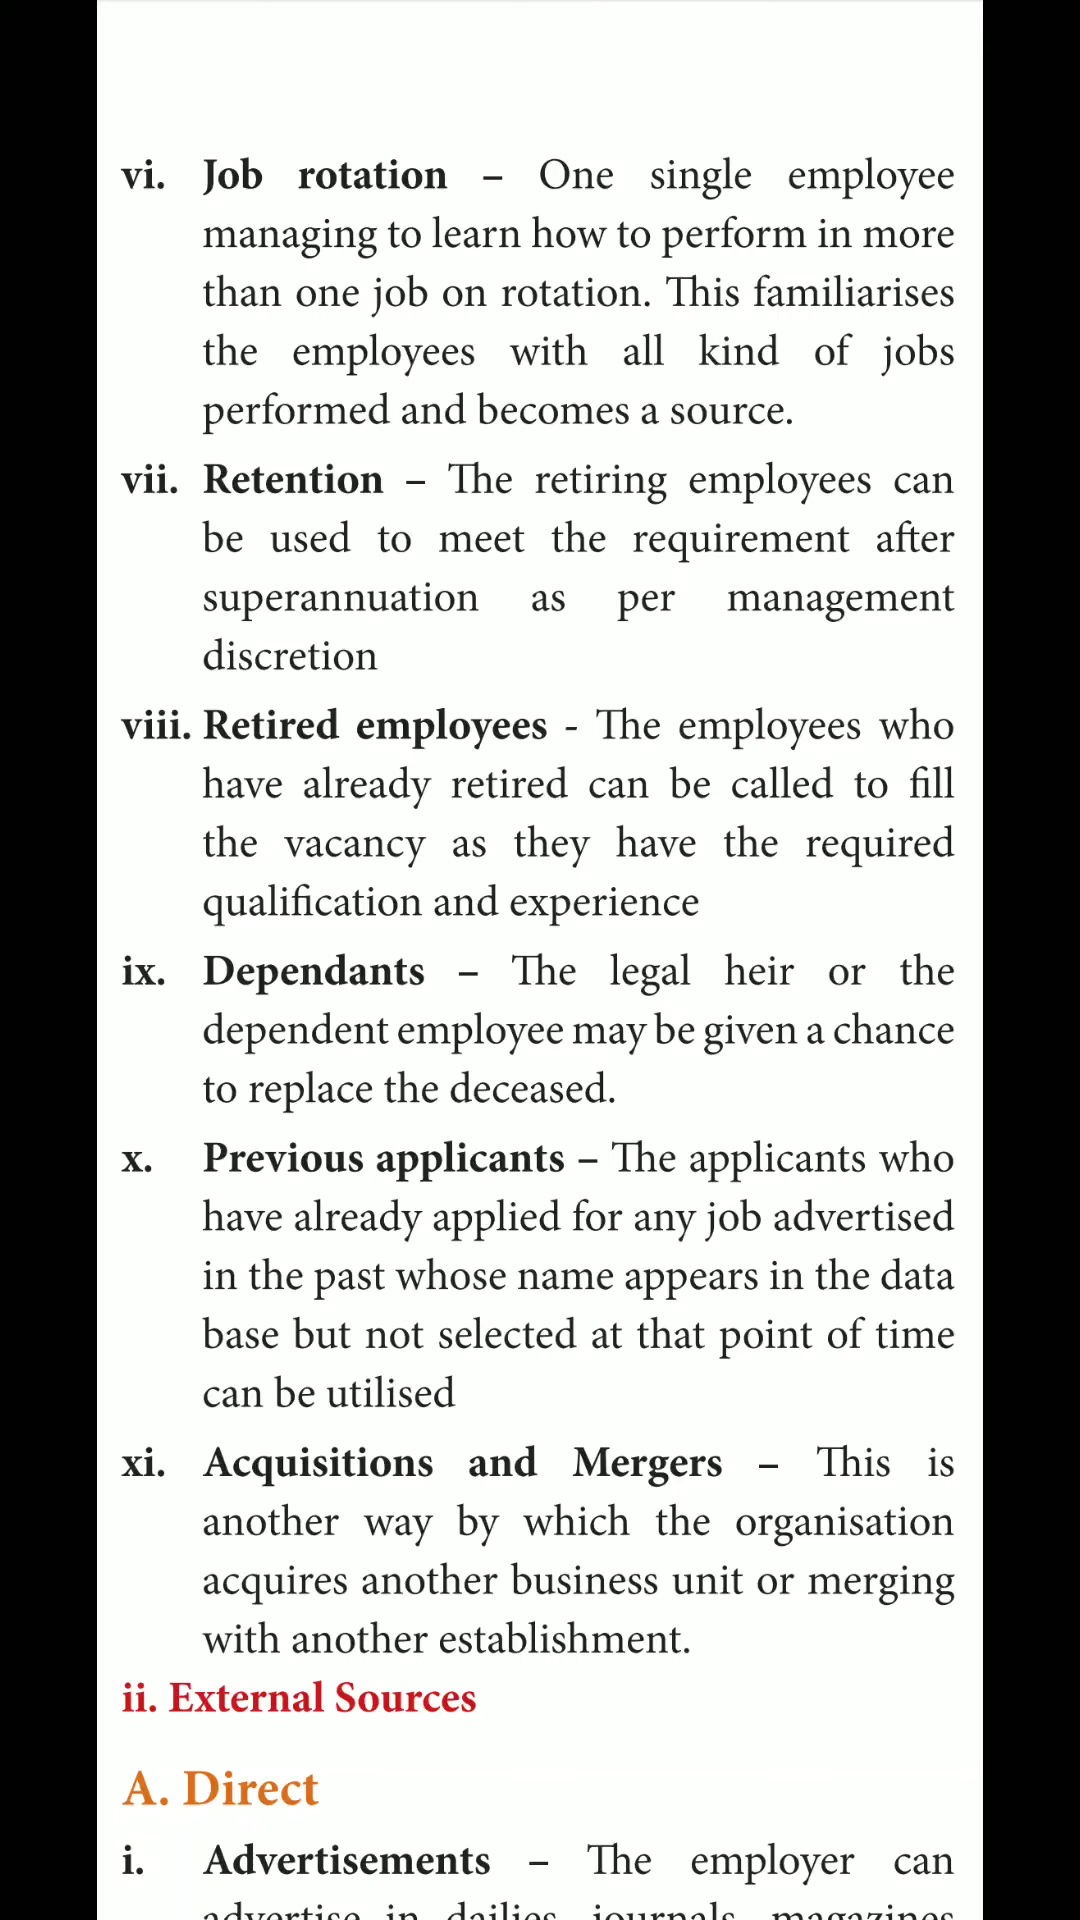 vi. Job rotation – One single employee
managing to learn how to perform in more
than one job on rotation. This familiarises
the employees with all kind of jobs
performed and becomes a source.
vii. Retention – The retiring employees can
be used to meet the requirement after
superannuation as per management
discretion
viii. Retired employees - The employees who
have already retired can be called to fill
the vacancy as they have the required
qualification and experience
ix. Dependants – The legal heir or the
dependent employee may be given a chance
to replace the deceased.
x. Previous applicants – The applicants who
have already applied for any job advertised
in the past whose name appears in the data
base but not selected at that point of time
can be utilised
xi. Acquisitions and Mergers – This is
another way by which the organisation
acquires another business unit or merging
with another establishment.
ii. External Sources
A. Direct
i. Advertisements – The employer can
advertise in dailies, journals, magazines